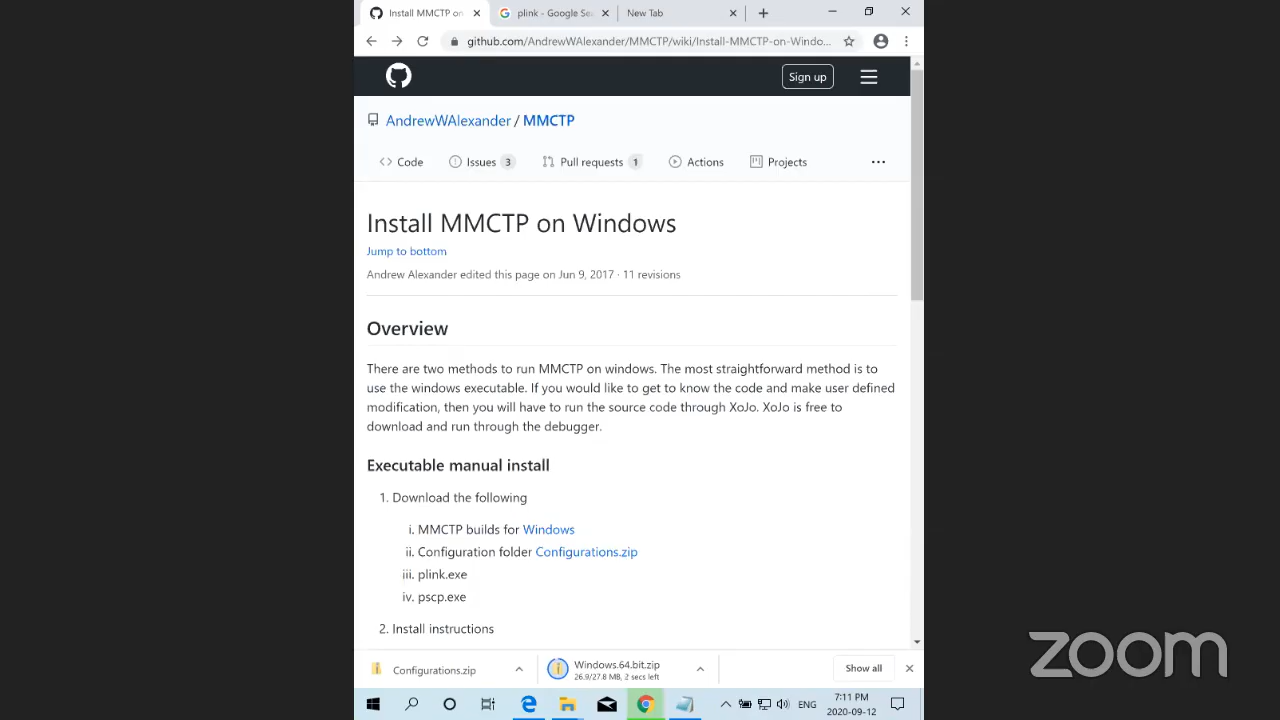 Install MMCTP on
plink - Google Se
New Tab
github.com/AndrewWAlexander/MMCTP/wiki/Install-MMCTP-on-Windo...
Sign up
AndrewWAlexander / MMCTP
Code
Issues 3
Pull requests 1
Actions
Projects
Install MMCTP on Windows
Jump to bottom
Andrew Alexander edited this page on Jun 9, 2017 · 11 revisions
Overview
There are two methods to run MMCTP on windows. The most straightforward method is to
use the windows executable. If you would like to get to know the code and make user defined
modification, then you will have to run the source code through XoJo. XoJo is free to
download and run through the debugger.
Executable manual install
1. Download the following
i. MMCTP builds for Windows
ii. Configuration folder Configurations.zip
iii. plink.exe
iv. pscp.exe
2. Install instructions
Configurations.zip
Windows.64.bit.zip
26.9/27.8 MB, 2 secs left
Show all
ENG
7:11 PM
2020-09-12
zoom